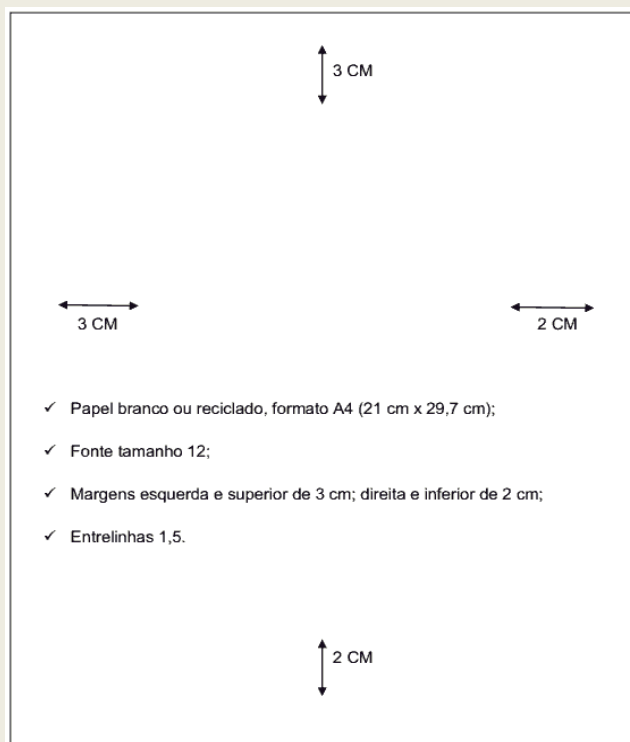 3 CM
3 CM
2 CM
✓ Papel branco ou reciclado, formato A4 (21 cm x 29,7 cm);
✓ Fonte tamanho 12;
✓ Margens esquerda e superior de 3 cm; direita e inferior de 2 cm;
✓ Entrelinhas 1,5.
2 CM